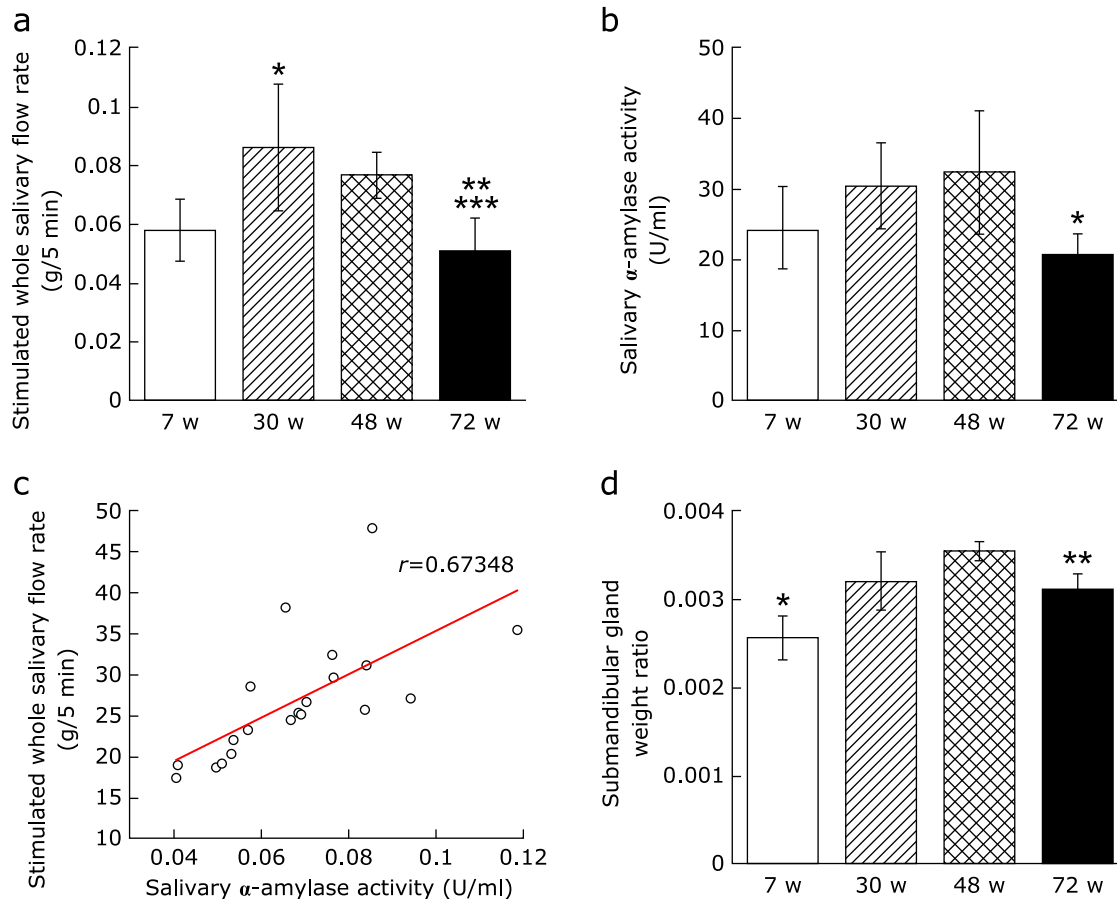 a
Stimulated whole salivary flow rate
(g/5 min)
0.12
0.1
0.08
0.06
0.04
0.02
0
*
**
***
7 w 30 w 48 w 72 w
b
Salivary α-amylase activity
(U/ml)
50
40
30
20
10
0
*
7 w 30 w 48 w 72 w
c
Stimulated whole salivary flow rate
(g/5 min)
50
45
40
35
30
25
20
15
10
r=0.67348
0.04 0.06 0.08 0.1 0.12
Salivary α-amylase activity (U/ml)
d
Submandibular gland
weight ratio
0.004
0.003
0.002
0.001
0
*
**
7 w 30 w 48 w 72 w